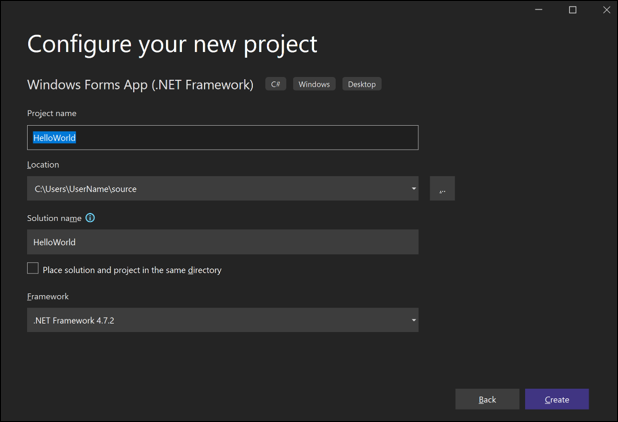 Configure your new project
Windows Forms App (.NET Framework) C# Windows Desktop
Project name
HelloWorld
Location
C:\Users\UserName\source
...
Solution name
HelloWorld
Place solution and project in the same directory
Framework
.NET Framework 4.7.2
Back Create